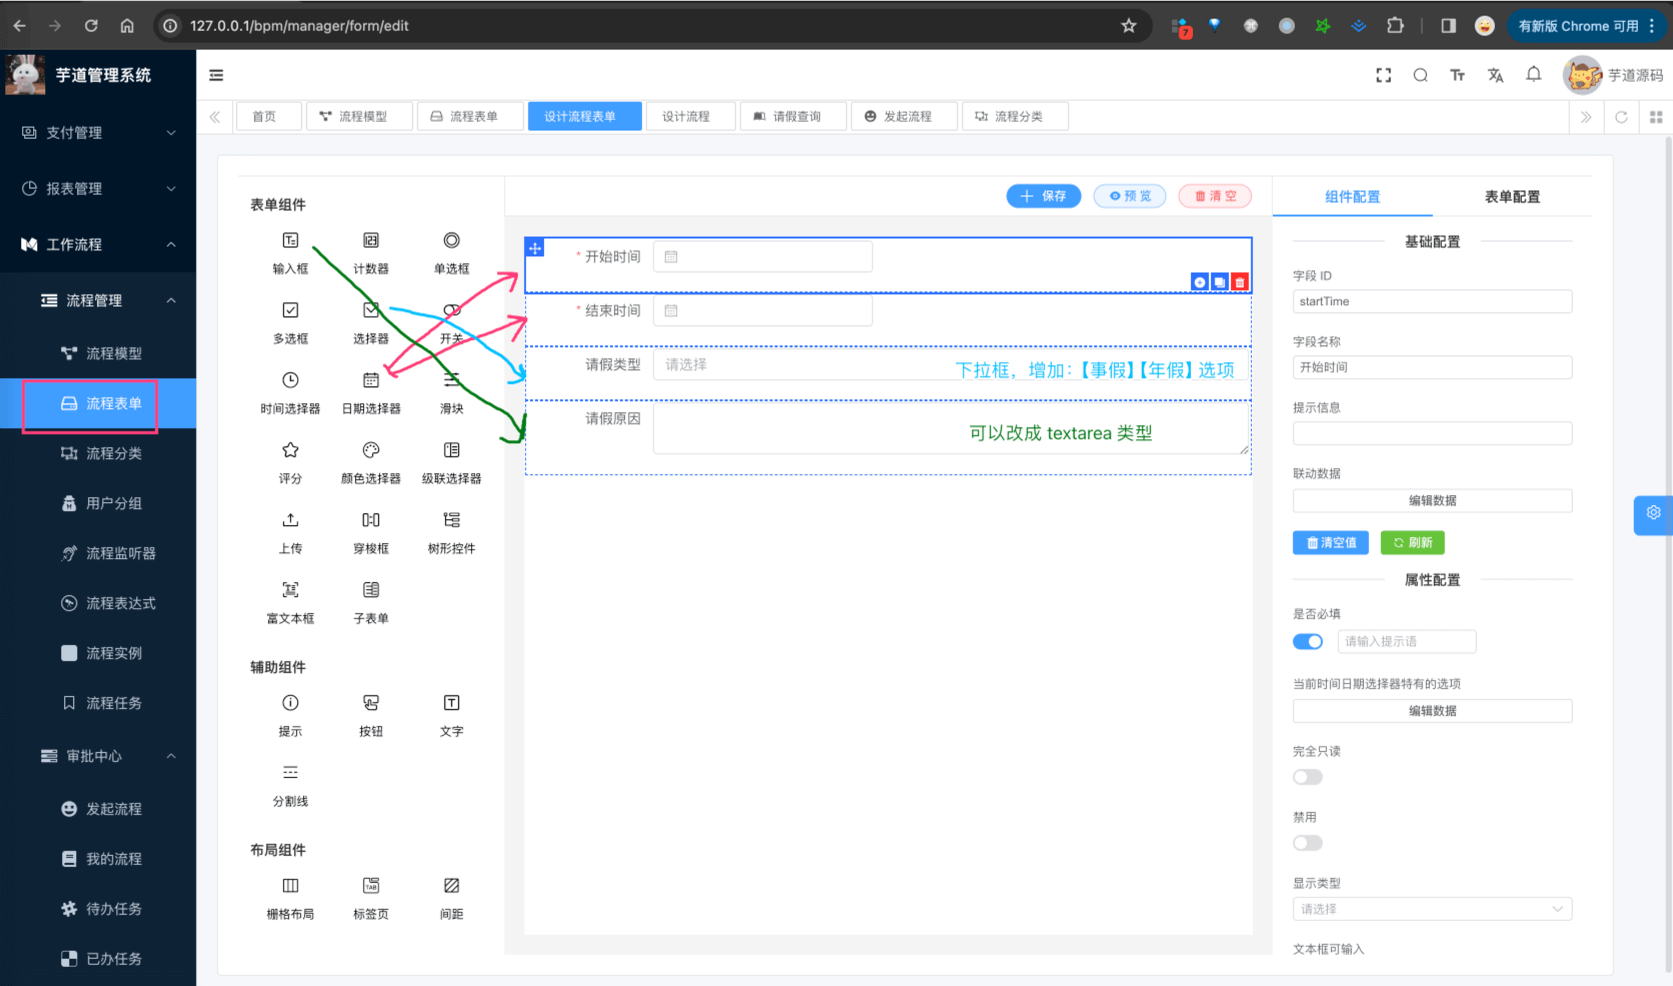 127.0.0.1/bpm/manager/form/edit
7
有新版 Chrome 可用
芋道管理系统
芋道源码
首页
流程模型
流程表单
设计流程表单
设计流程
请假查询
发起流程
流程分类
支付管理
报表管理
工作流程
流程管理
流程模型
流程表单
流程分类
用户分组
流程监听器
流程表达式
流程实例
流程任务
审批中心
发起流程
我的流程
待办任务
已办任务
表单组件
输入框
计数器
单选框
多选框
选择器
开关
时间选择器
日期选择器
滑块
评分
颜色选择器
级联选择器
上传
穿梭框
树形控件
富文本框
子表单
辅助组件
提示
按钮
文字
分割线
布局组件
栅格布局
标签页
间距
保存
预览
清空
* 开始时间
* 结束时间
请假类型
请选择
下拉框，增加：【事假】【年假】选项
请假原因
可以改成 textarea 类型
组件配置
表单配置
基础配置
字段 ID
startTime
字段名称
开始时间
提示信息
联动数据
编辑数据
清空值
刷新
属性配置
是否必填
请输入提示语
当前时间日期选择器特有的选项
编辑数据
完全只读
禁用
显示类型
请选择
文本框可输入